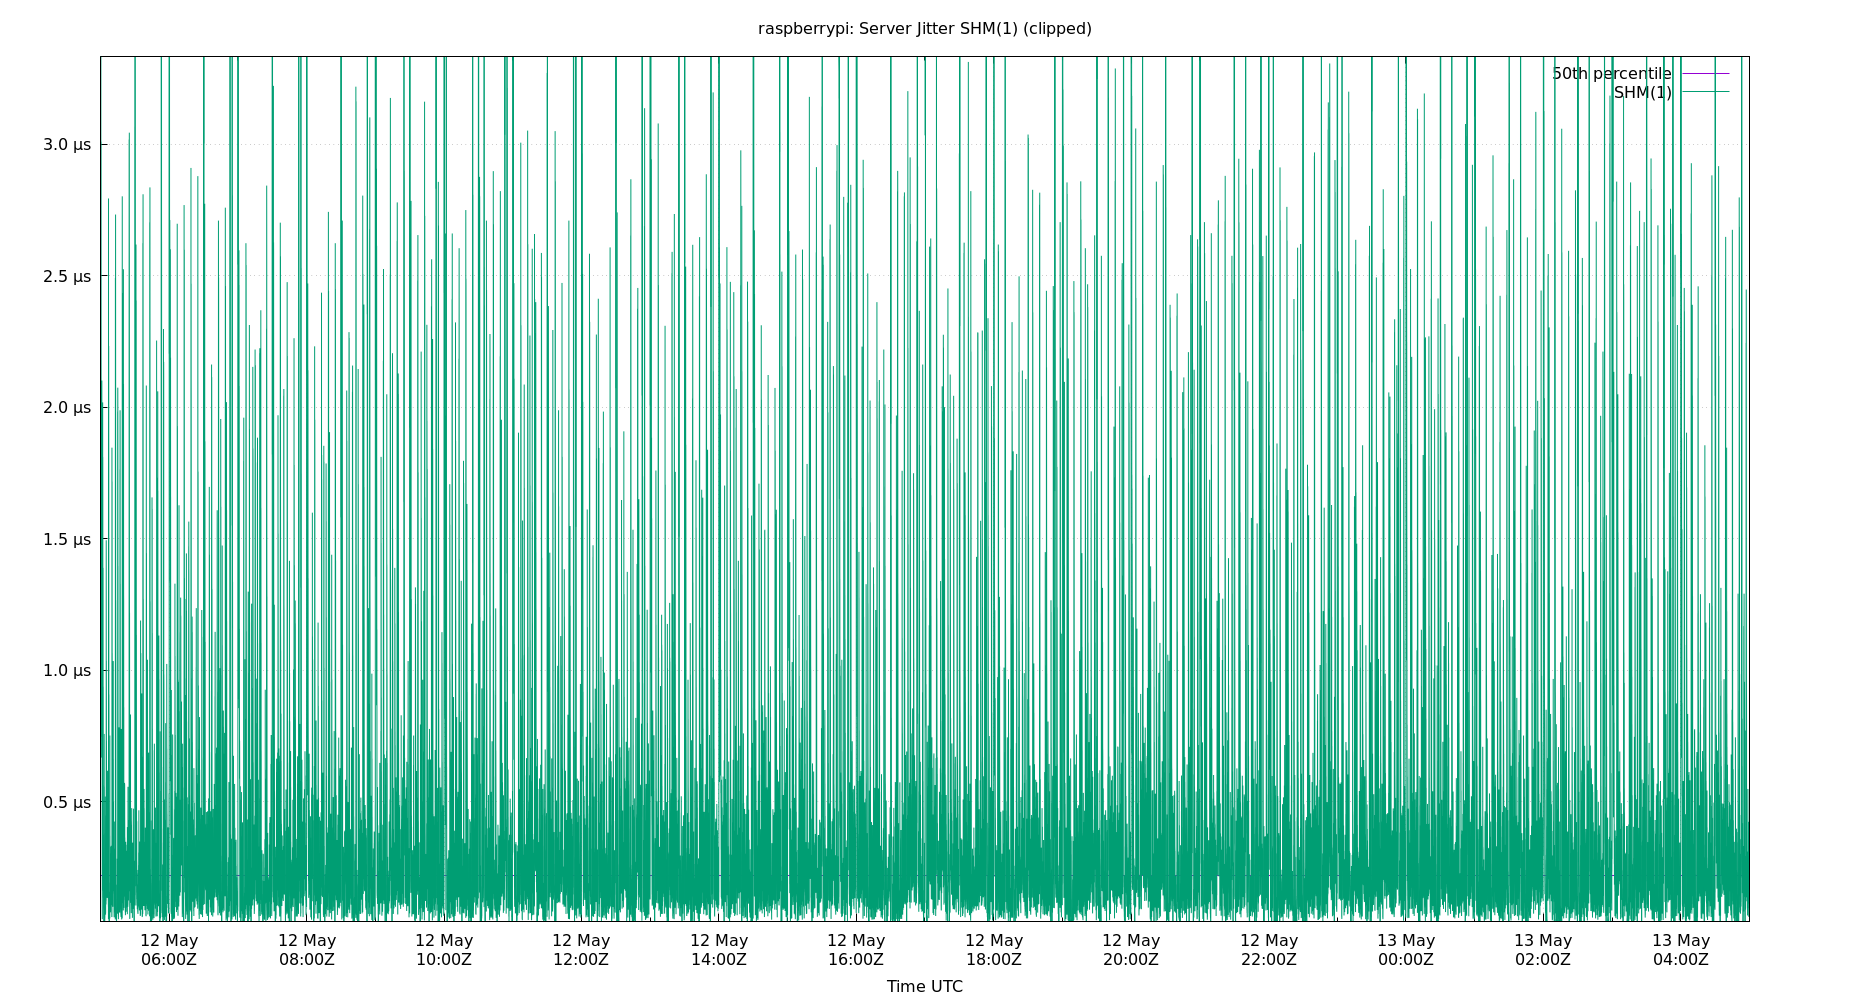 raspberrypi: Server Jitter SHM(1) (clipped)
50th percentile
SHM(1)
3.0 μs
2.5 μs
2.0 μs
1.5 μs
1.0 μs
0.5 μs
12 May 12 May 12 May 12 May 12 May 12 May 12 May 12 May 12 May 13 May 13 May 13 May
06:00Z 08:00Z 10:00Z 12:00Z 14:00Z 16:00Z 18:00Z 20:00Z 22:00Z 00:00Z 02:00Z 04:00Z
Time UTC